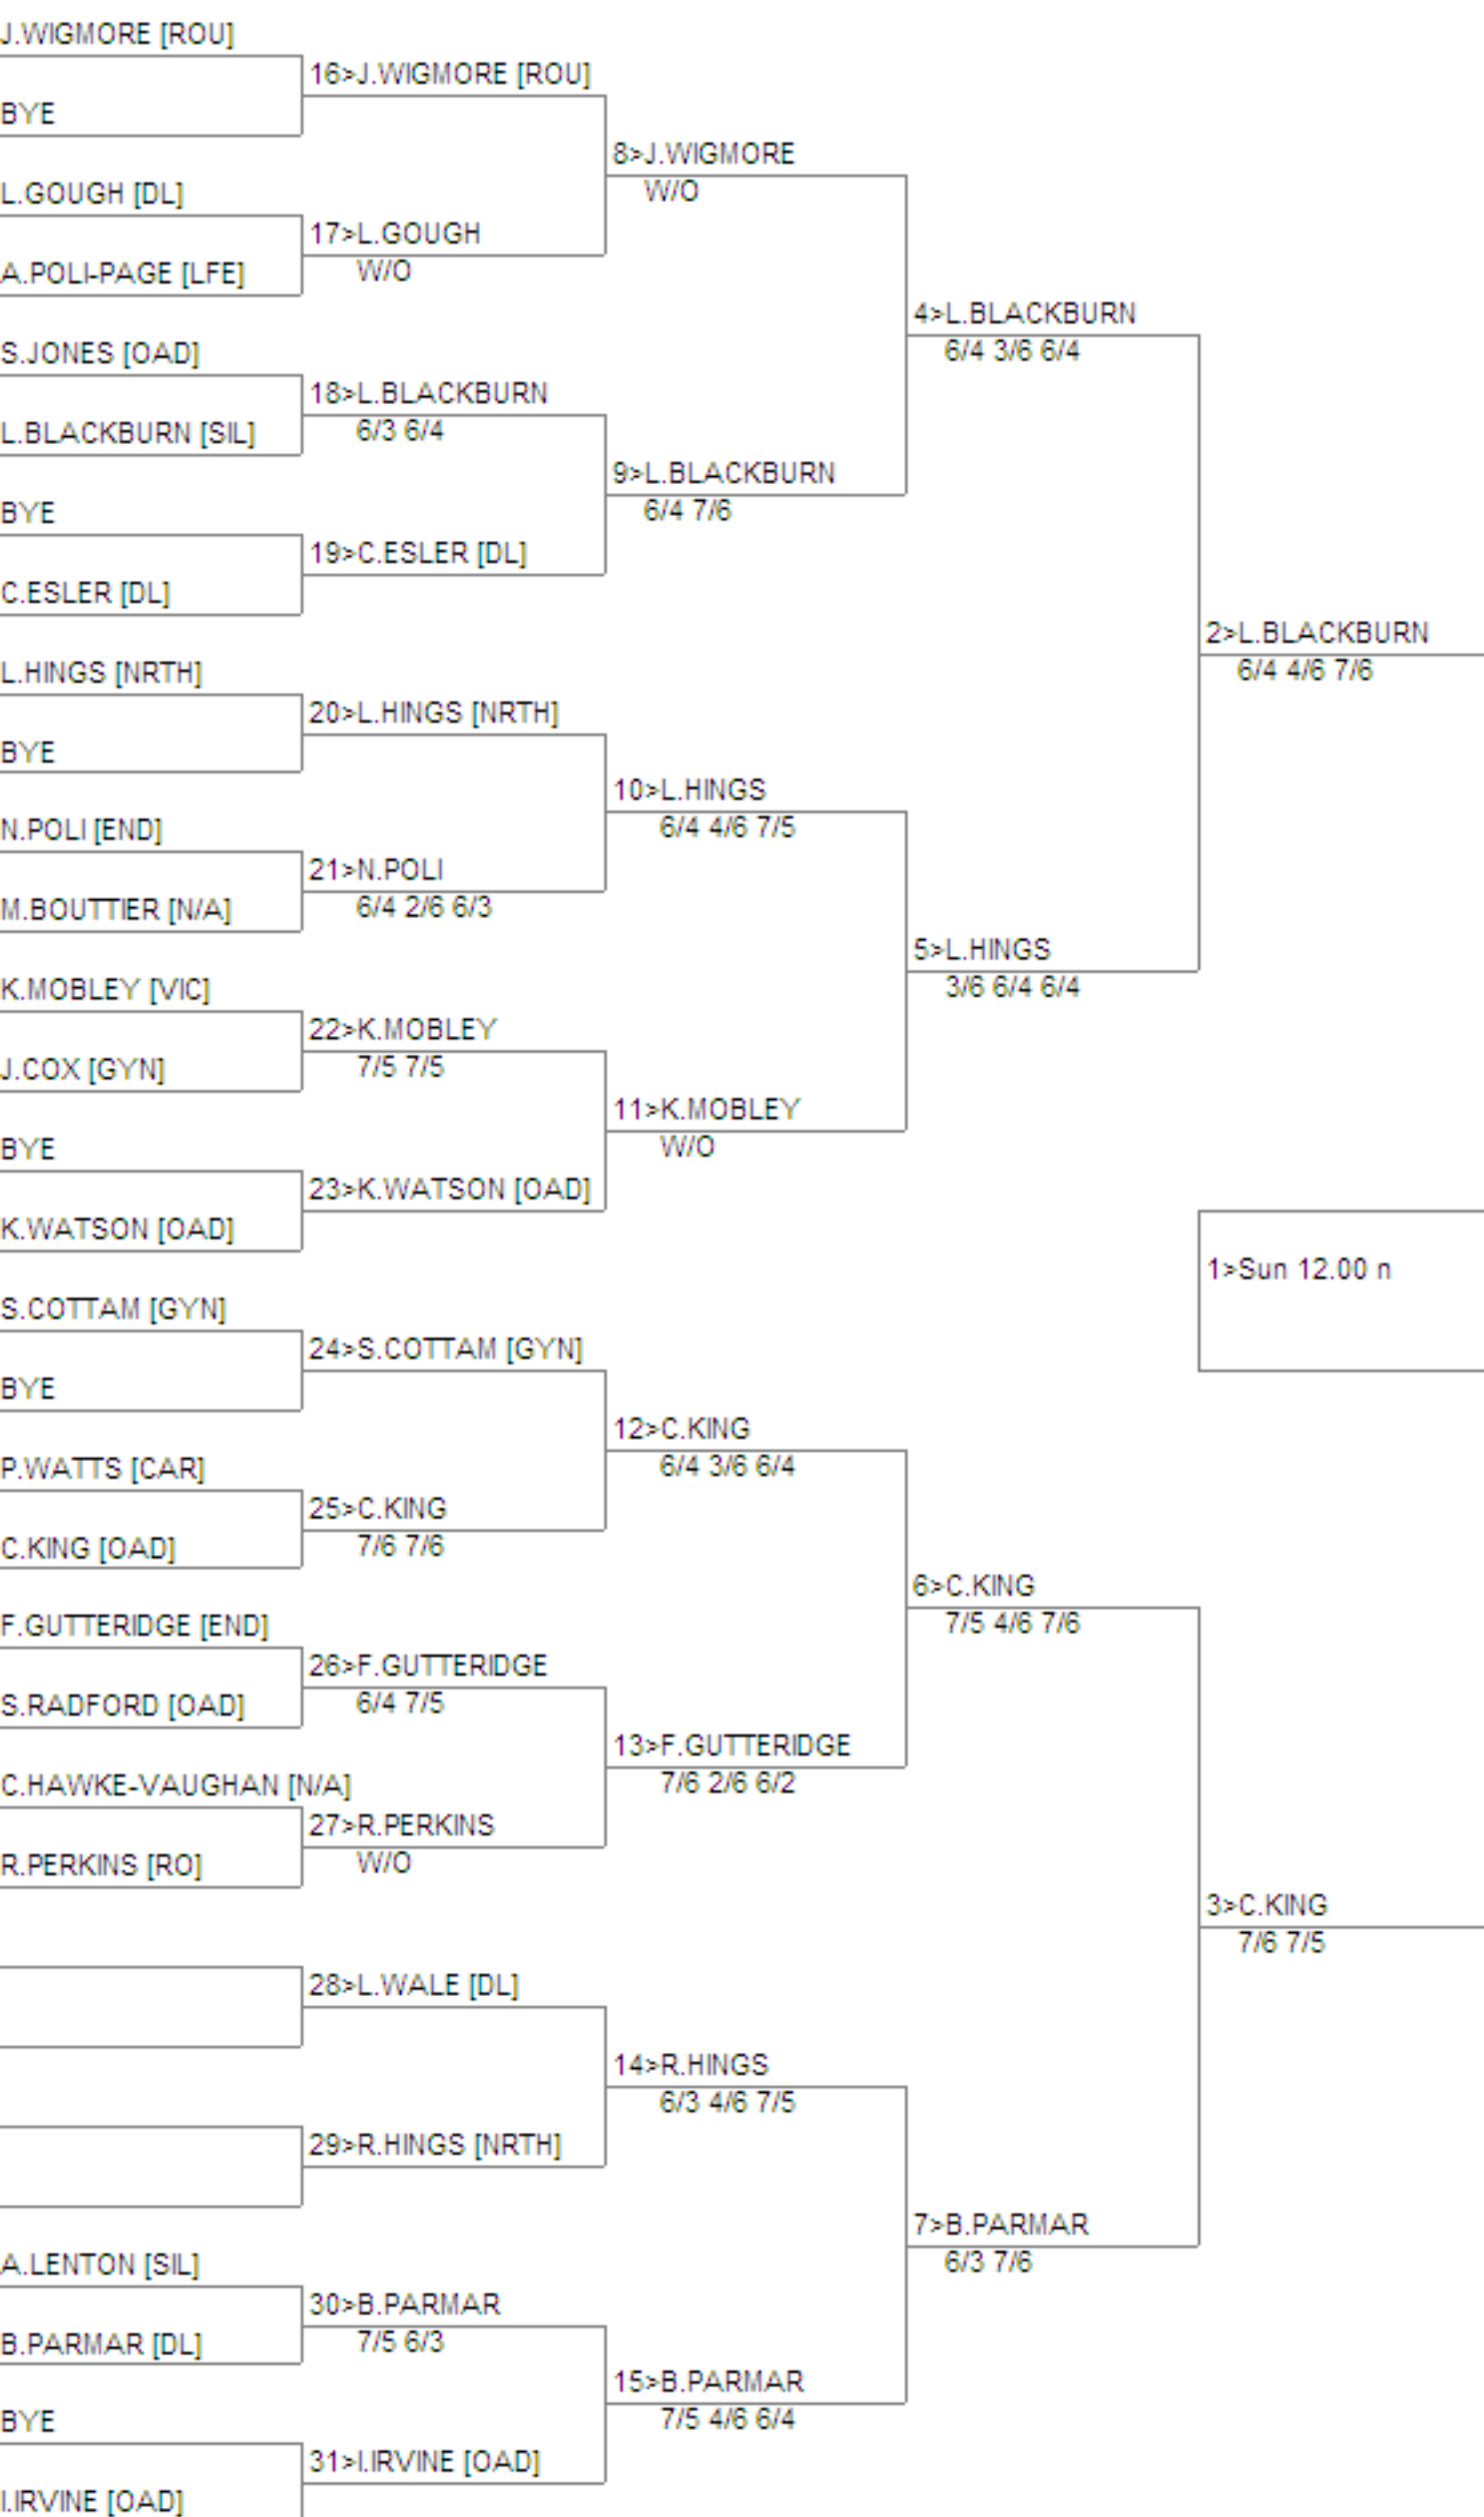 J.WIGMORE [ROU]
16>J.WIGMORE [ROU]
BYE
8>J.WIGMORE
W/O
L.GOUGH [DL]
17>L.GOUGH
W/O
A.POLI-PAGE [LFE]
4>L.BLACKBURN
6/4 3/6 6/4
S.JONES [OAD]
18>L.BLACKBURN
6/3 6/4
L.BLACKBURN [SIL]
9>L.BLACKBURN
6/4 7/6
BYE
19>C.ESLER [DL]
C.ESLER [DL]
2>L.BLACKBURN
6/4 4/6 7/6
L.HINGS [NRTH]
20>L.HINGS [NRTH]
BYE
10>L.HINGS
6/4 4/6 7/5
N.POLI [END]
21>N.POLI
6/4 2/6 6/3
M.BOUTTIER [N/A]
5>L.HINGS
3/6 6/4 6/4
K.MOBLEY [VIC]
22>K.MOBLEY
7/5 7/5
J.COX [GYN]
11>K.MOBLEY
W/O
BYE
23>K.WATSON [OAD]
K.WATSON [OAD]
1>Sun 12.00 n
S.COTTAM [GYN]
24>S.COTTAM [GYN]
BYE
12>C.KING
6/4 3/6 6/4
P.WATTS [CAR]
25>C.KING
7/6 7/6
C.KING [OAD]
6>C.KING
7/5 4/6 7/6
F.GUTTERIDGE [END]
26>F.GUTTERIDGE
6/4 7/5
S.RADFORD [OAD]
13>F.GUTTERIDGE
7/6 2/6 6/2
C.HAWKE-VAUGHAN [N/A]
27>R.PERKINS
W/O
R.PERKINS [RO]
3>C.KING
7/6 7/5
28>L.WALE [DL]
14>R.HINGS
6/3 4/6 7/5
29>R.HINGS [NRTH]
7>B.PARMAR
6/3 7/6
A.LENTON [SIL]
30>B.PARMAR
7/5 6/3
B.PARMAR [DL]
15>B.PARMAR
7/5 4/6 6/4
BYE
31>I.IRVINE [OAD]
I.IRVINE [OAD]